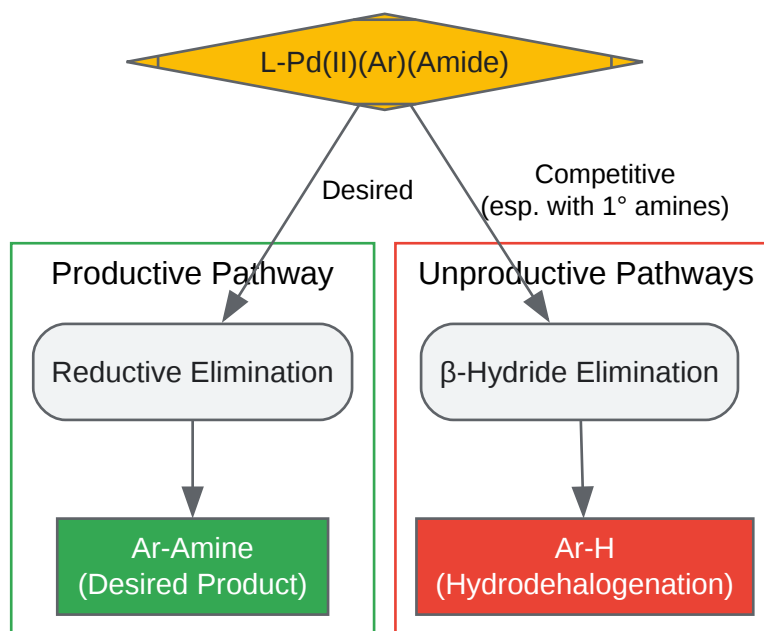 L-Pd(II)(Ar)(Amide)
Desired
Competitive
(esp. with 1° amines)
Productive Pathway
Reductive Elimination
Ar-Amine
(Desired Product)
Unproductive Pathways
β-Hydride Elimination
Ar-H
(Hydrodehalogenation)